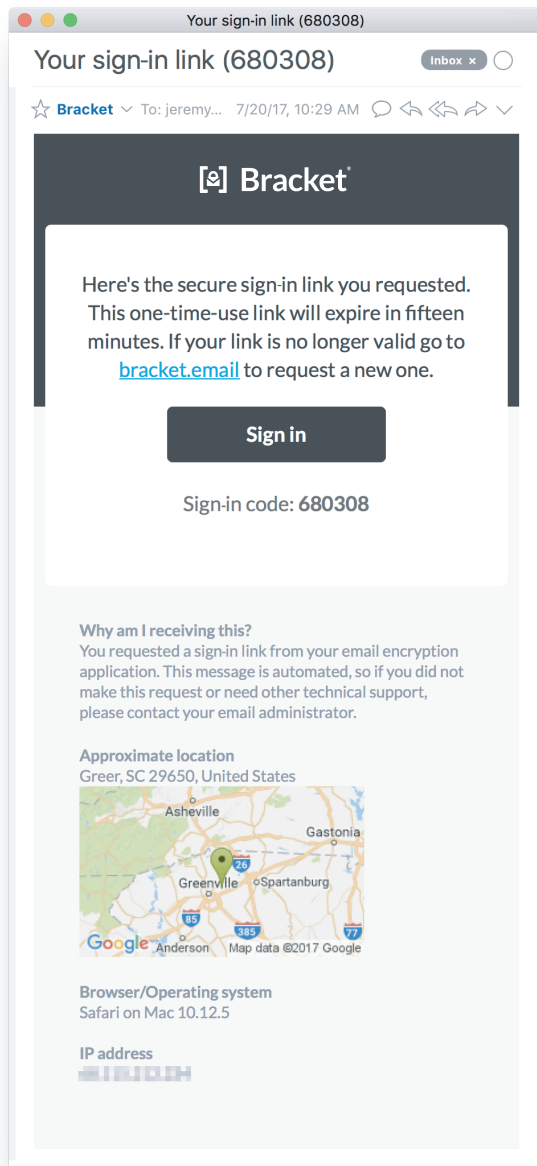 Your sign-in link (680308)
Your sign-in link (680308)
Inbox ×
Bracket To: jeremy... 7/20/17, 10:29 AM
Bracket
Here's the secure sign-in link you requested.
This one-time-use link will expire in fifteen
minutes. If your link is no longer valid go to
bracket.email to request a new one.
Sign in
Sign-in code: 680308
Why am I receiving this?
You requested a sign-in link from your email encryption
application. This message is automated, so if you did not
make this request or need other technical support,
please contact your email administrator.
Approximate location
Greer, SC 29650, United States
Asheville
Gastonia
26
Greenville Spartanburg
85
385
77
Google Anderson Map data ©2017 Google
Browser/Operating system
Safari on Mac 10.12.5
IP address